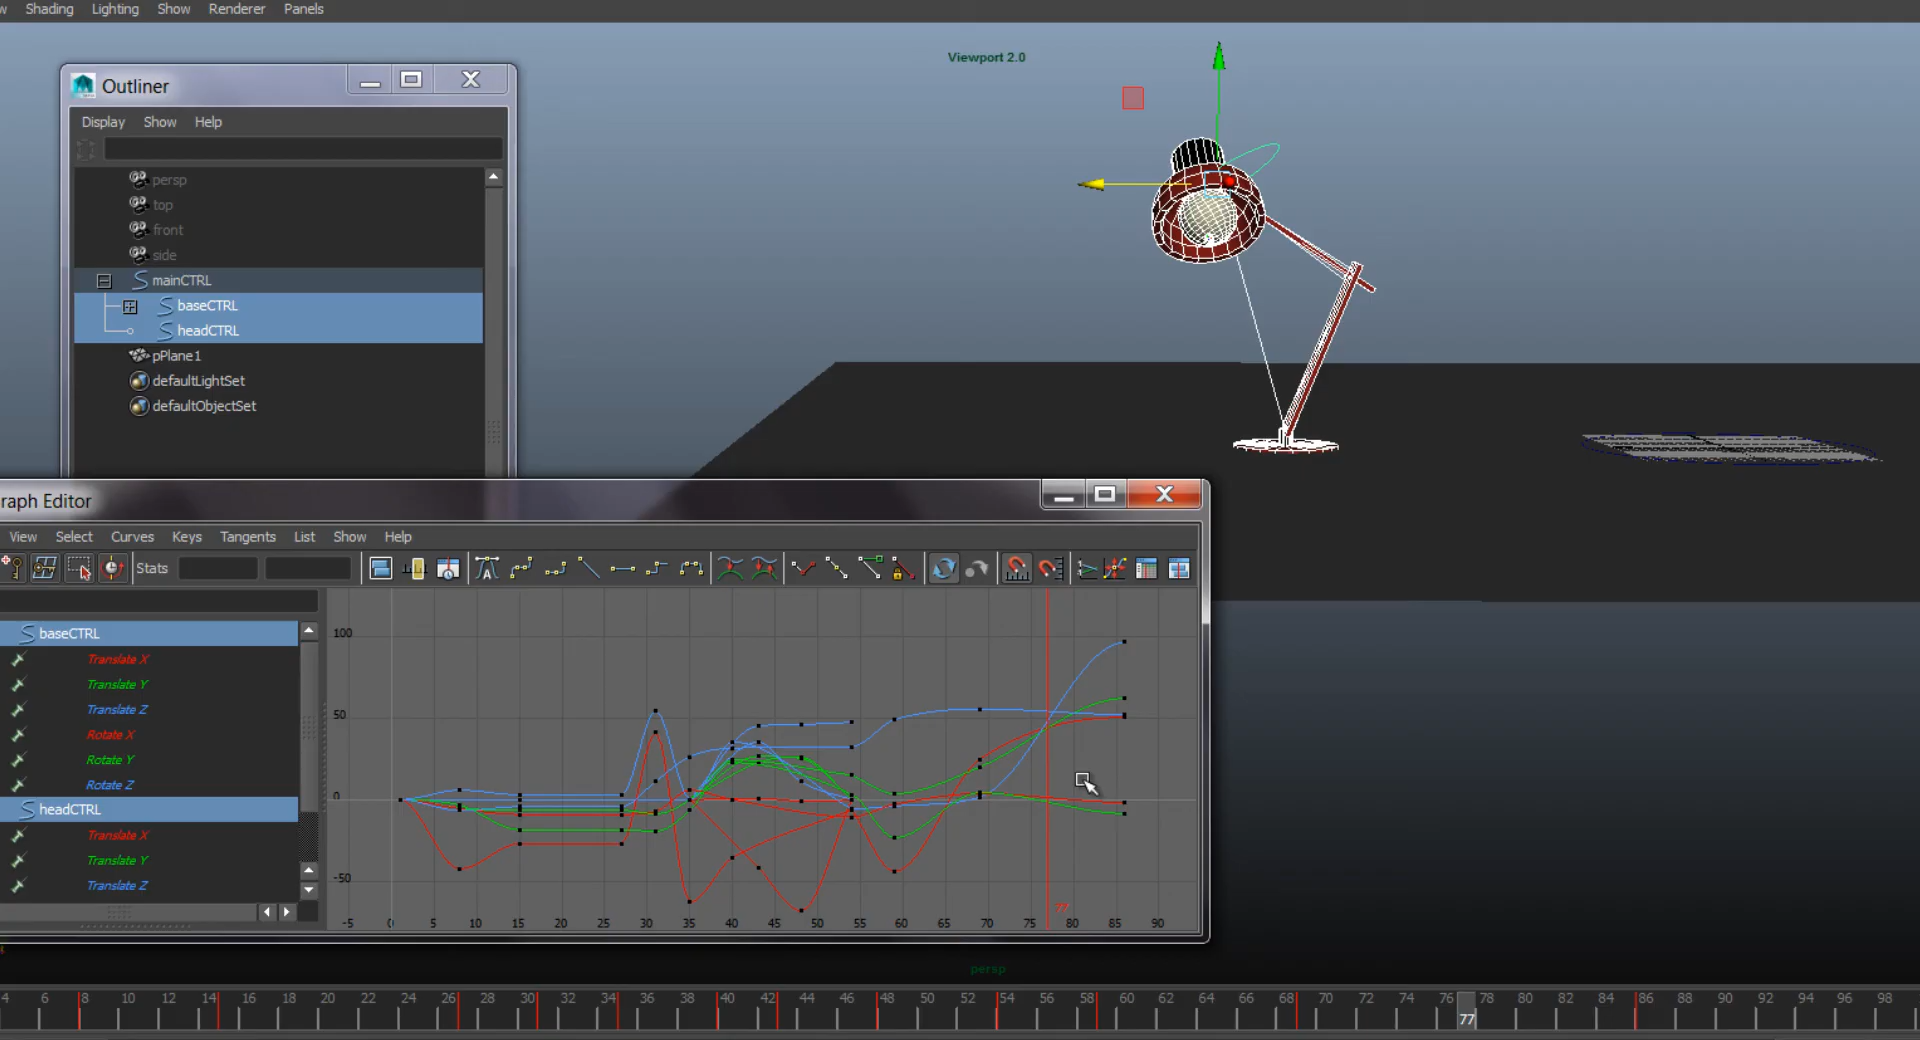 Shading Lighting Show Renderer Panels
Viewport 2.0
Outliner
Display Show Help
persp
top
front
side
mainCTRL
baseCTRL
headCTRL
pPlane1
defaultLightSet
defaultObjectSet
raph Editor
View Select Curves Keys Tangents List Show Help
Stats
baseCTRL
Translate X
Translate Y
Translate Z
Rotate X
Rotate Y
Rotate Z
headCTRL
Translate X
Translate Y
Translate Z
100
50
0
-50
77
-5 0 5 10 15 20 25 30 35 40 45 50 55 60 65 70 75 80 85 90
persp
4 6 8 10 12 14 16 18 20 22 24 26 28 30 32 34 36 38 40 42 44 46 48 50 52 54 56 58 60 62 64 66 68 70 72 74 76 78 80 82 84 86 88 90 92 94 96 98
77